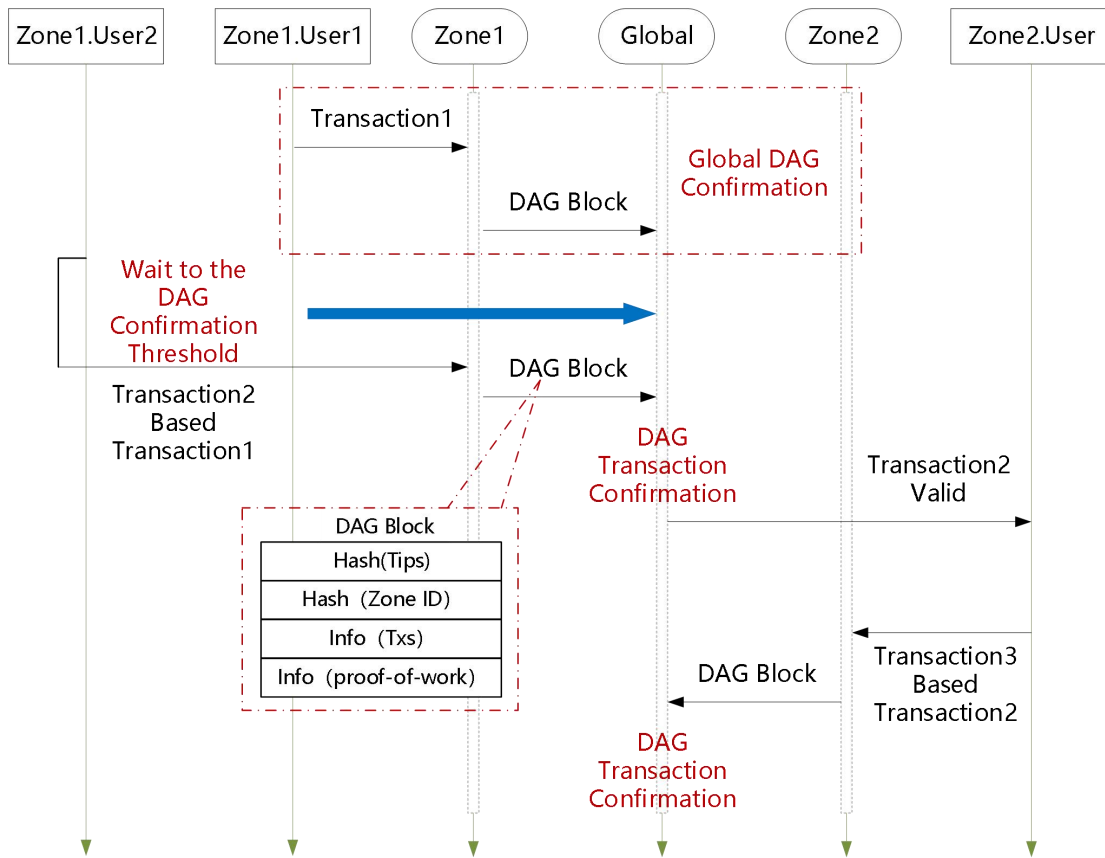 Zone1.User2
Zone1.User1
Zone1
Global
Zone2
Zone2.User
Transaction1
Global DAG
Confirmation
DAG Block
Wait to the
DAG
Confirmation
Threshold
DAG Block
Transaction2
Based
Transaction1
DAG
Transaction
Confirmation
Transaction2
Valid
DAG Block
Hash(Tips)
Hash（Zone ID）
Info（Txs）
Info（proof-of-work）
Transaction3
Based
Transaction2
DAG Block
DAG
Transaction
Confirmation